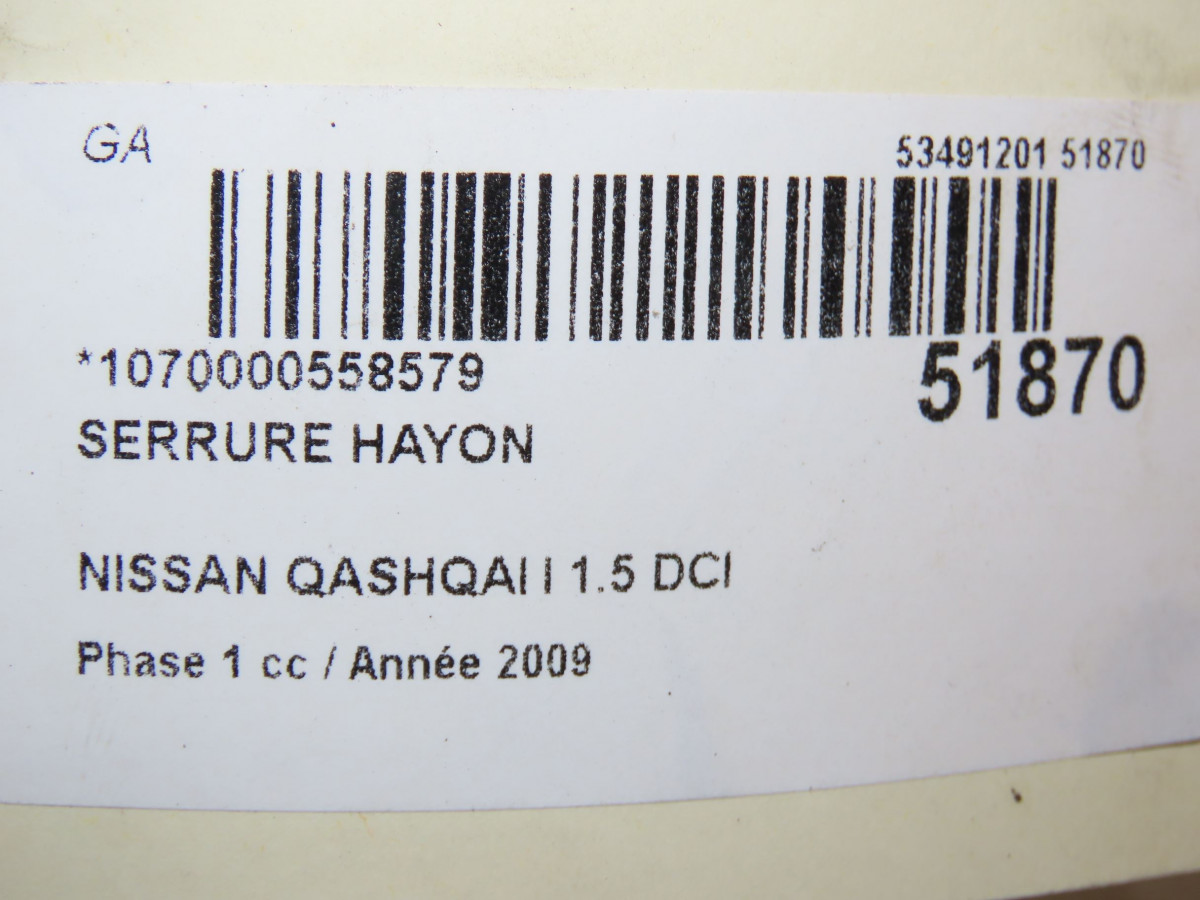 GA
53491201 51870
*1070000558579
51870
SERRURE HAYON
NISSAN QASHQAI I 1.5 DCI
Phase 1 cc / Année 2009